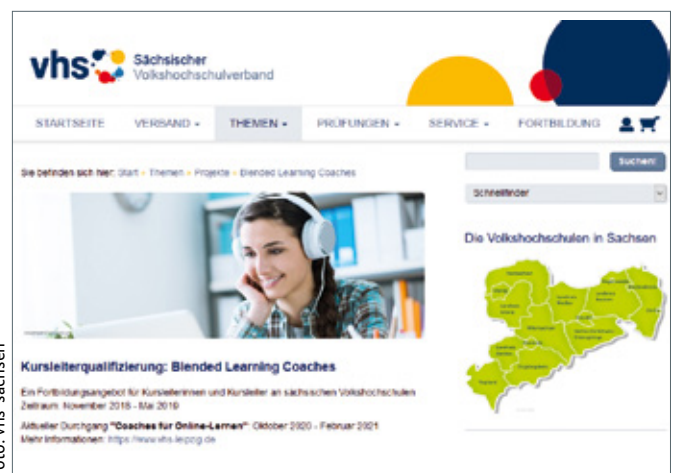 vhs
Sächsischer
Volkshochschulverband
STARTSEITE VERBAND THEMEN PRÜFUNGEN SERVICE FORTBILDUNG
Suchen!
Sie befinden sich hier: Start Themen Projekte Blended Learning Coaches
Schnellfinder
Die Volkshochschulen in Sachsen
Kursleiterqualifizierung: Blended Learning Coaches
Ein Fortbildungsangebot für Kursleiterinnen und Kursleiter an sächsischen Volkshochschulen
Zeitraum: November 2018 - Mai 2019
Aktueller Durchgang "Coaches für Online-Lernen": Oktober 2020 - Februar 2021
Mehr Informationen: https://www.vhs-leipzig.de